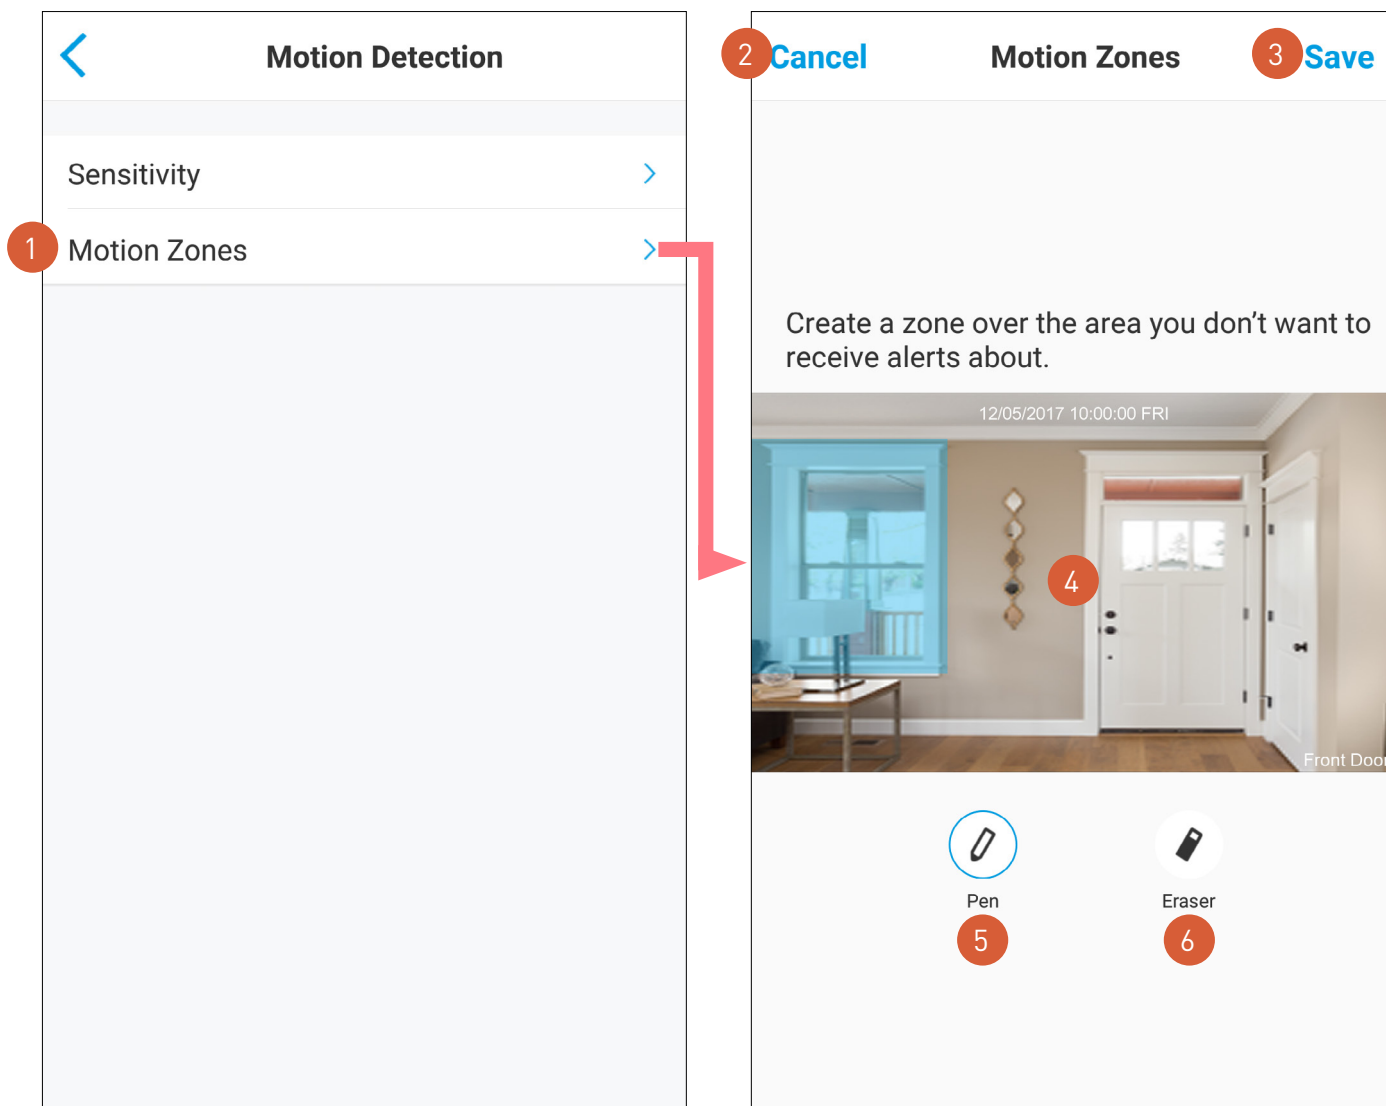 Motion Detection
Sensitivity
1 Motion Zones
2 Cancel Motion Zones 3 Save
Create a zone over the area you don’t want to
receive alerts about.
12/05/2017 10:00:00 FRI
4
Front Door
Pen Eraser
5 6